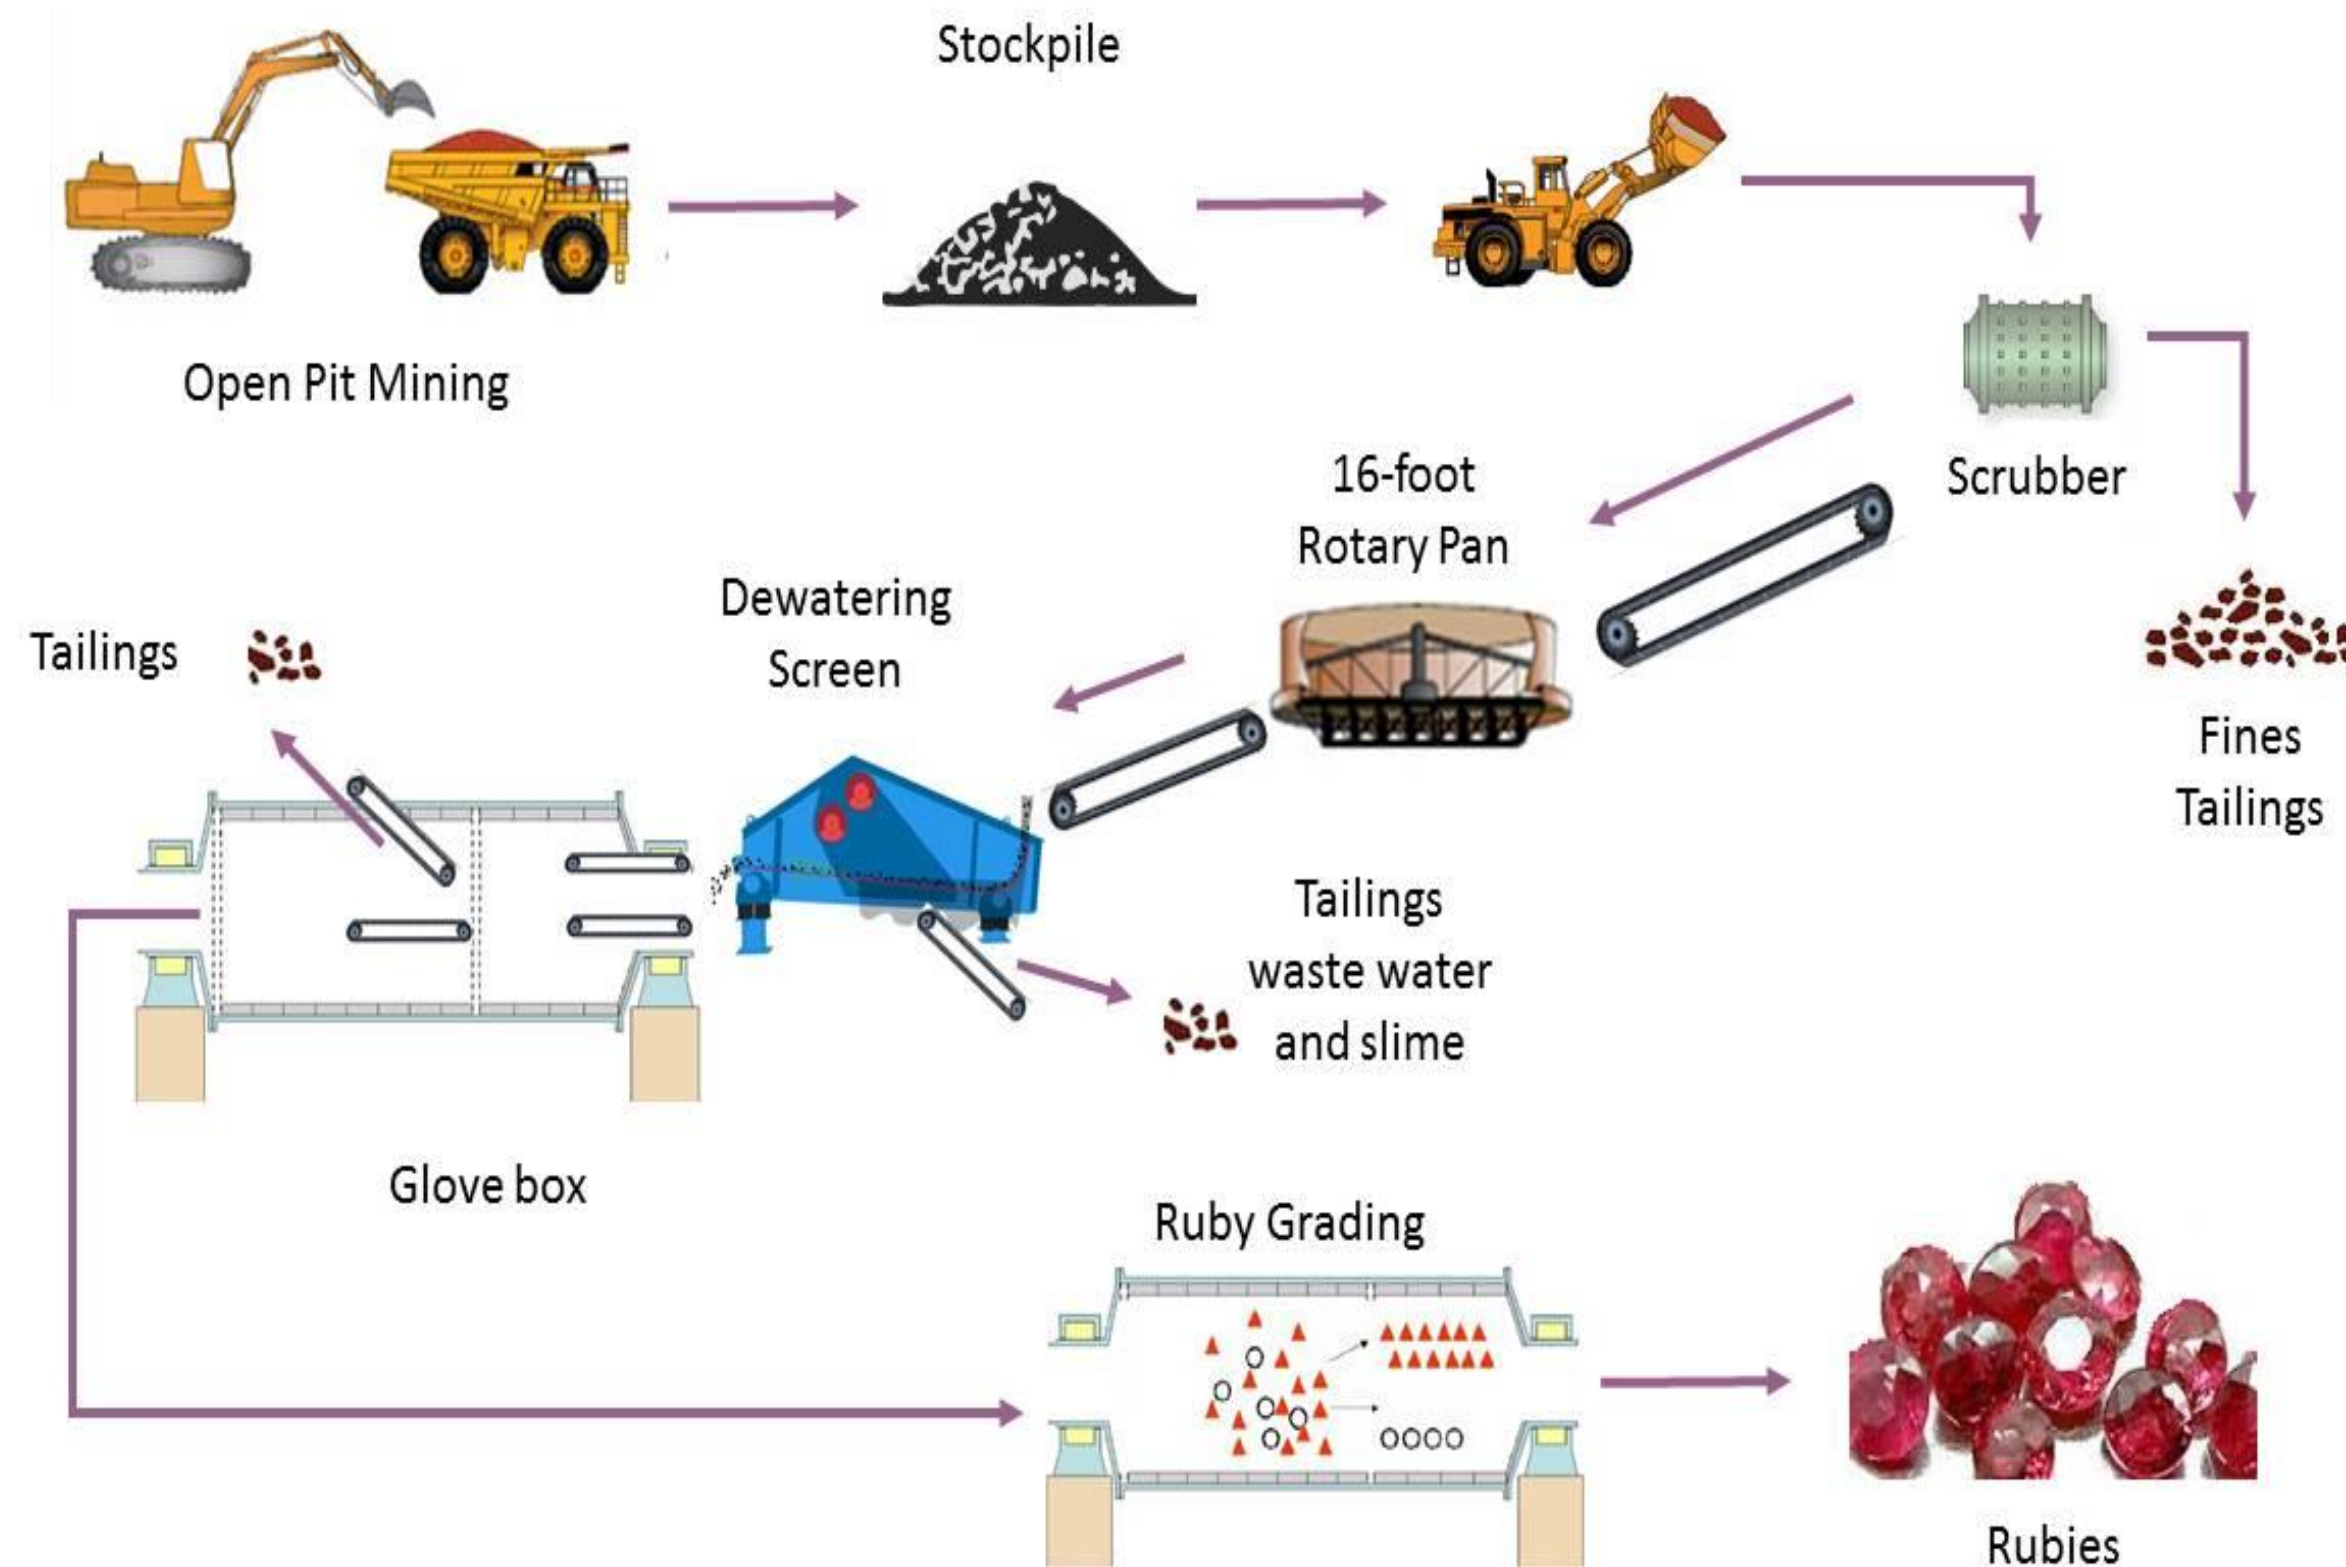 Stockpile
Open Pit Mining
Scrubber
16-foot
Rotary Pan
Dewatering
Screen
Tailings
Fines
Tailings
Tailings
waste water
and slime
Glove box
Ruby Grading
Rubies